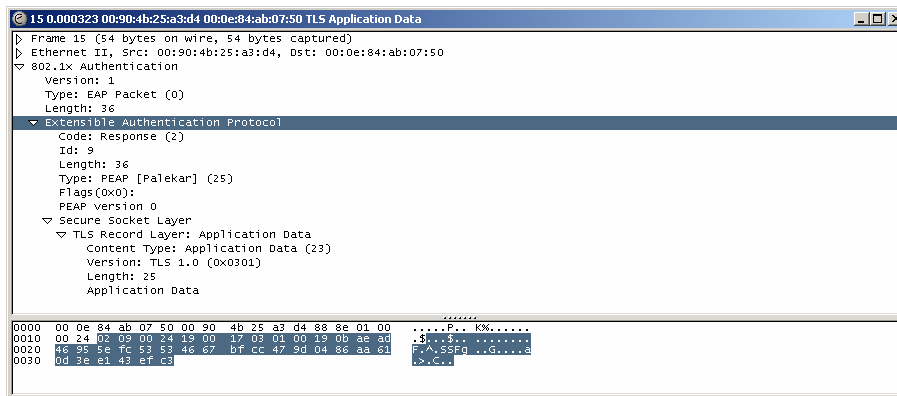 15 0.000323 00:90:4b:25:a3:d4 00:0e:84:ab:07:50 TLS Application Data
Frame 15 (54 bytes on wire, 54 bytes captured)
Ethernet II, Src: 00:90:4b:25:a3:d4, Dst: 00:0e:84:ab:07:50
802.1x Authentication
Version: 1
Type: EAP Packet (0)
Length: 36
Extensible Authentication Protocol
Code: Response (2)
Id: 9
Length: 36
Type: PEAP [Palekar] (25)
Flags(0x0):
PEAP version 0
Secure Socket Layer
TLS Record Layer: Application Data
Content Type: Application Data (23)
Version: TLS 1.0 (0x0301)
Length: 25
Application Data
0000 00 0e 84 ab 07 50 00 90 4b 25 a3 d4 88 8e 01 00 .....P.. K%......
0010 00 24 02 09 00 24 19 00 17 03 01 00 19 0b ae ad .$...$.. ........
0020 46 95 5e fc 53 53 46 67 bf cc 47 9d 04 86 aa 61 F.^.SSFg ..G....a
0030 0d 3e e1 43 ef c3 .>.C..